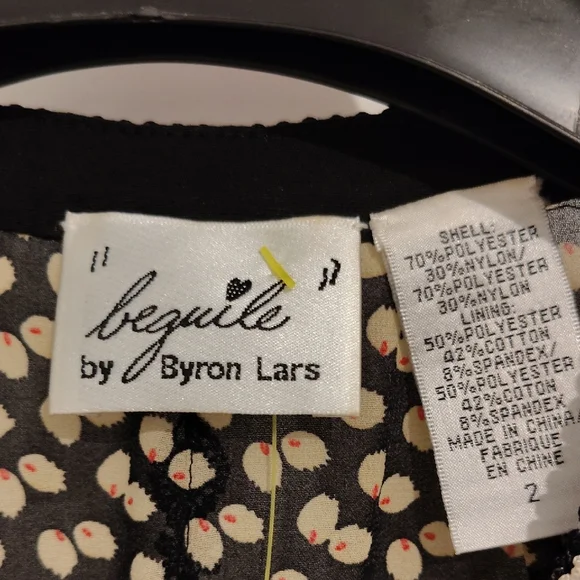 " beguile "
by Byron Lars
SHELL:
70%POLYESTER
30%NYLON/
70%POLYESTER
30%NYLON
LINING:
50%POLYESTER
42%COTTON
8%SPANDEX/
50%POLYESTER
42%COTON
8%SPANDEX
MADE IN CHINA/
FABRIQUE
EN CHINE
2